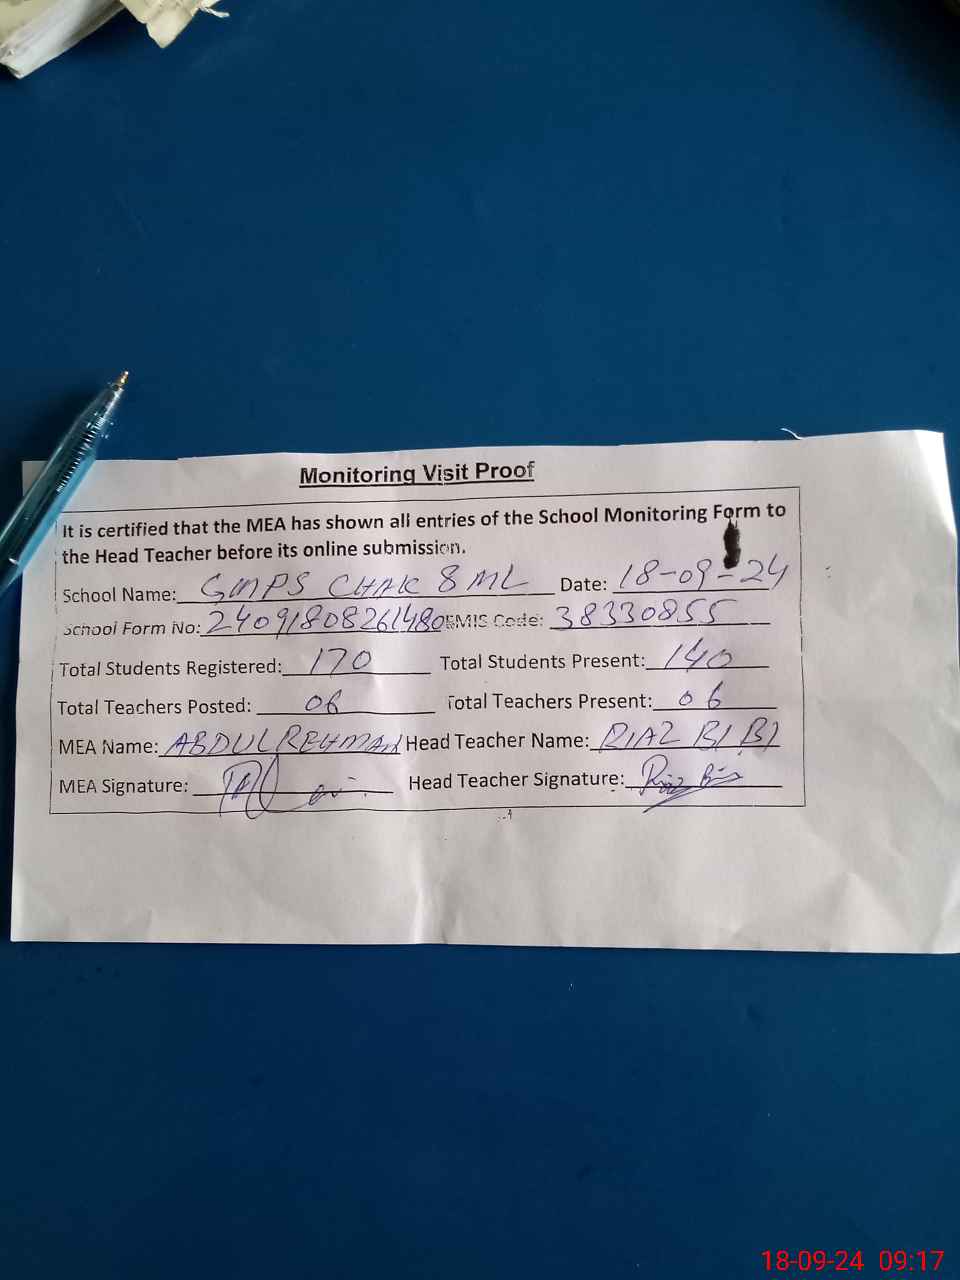 Monitoring Visit Proof
It is certified that the MEA has shown all entries of the School Monitoring Form to
the Head Teacher before its online submission.
School Name: GMPS CHAK 8 ML Date: 18-09-24
School Form No: 24091808261480 EMIS Code: 38330855
Total Students Registered: 170 Total Students Present: 140
Total Teachers Posted: 06 Total Teachers Present: 06
MEA Name: ABDUL REHMAN Head Teacher Name: RIAZ BIBI
MEA Signature: Head Teacher Signature: Riaz Bibi
18-09-24 09:17